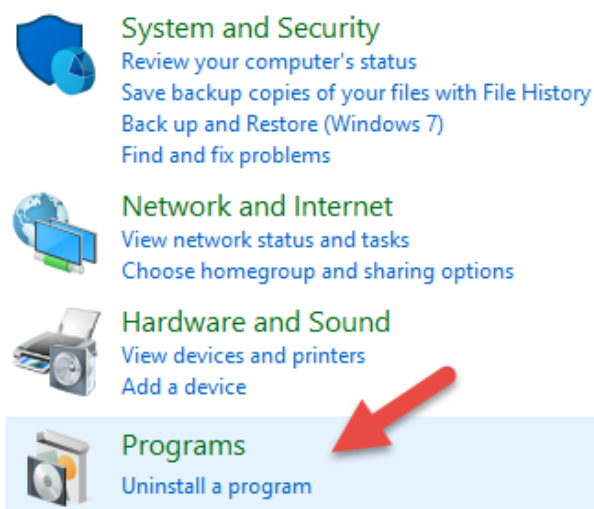 System and Security
Review your computer's status
Save backup copies of your files with File History
Back up and Restore (Windows 7)
Find and fix problems
Network and Internet
View network status and tasks
Choose homegroup and sharing options
Hardware and Sound
View devices and printers
Add a device
Programs
Uninstall a program